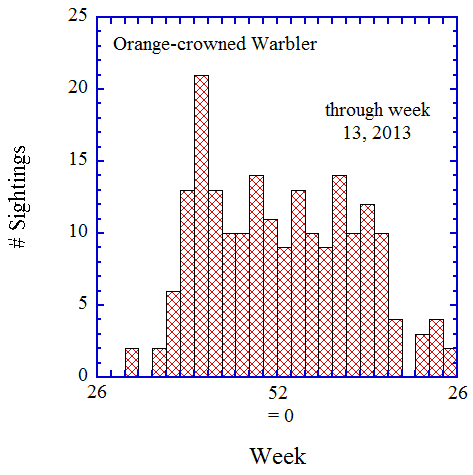 25
Orange-crowned Warbler
20
through week
13, 2013
15
# Sightings
10
5
0
26
52
26
= 0
Week